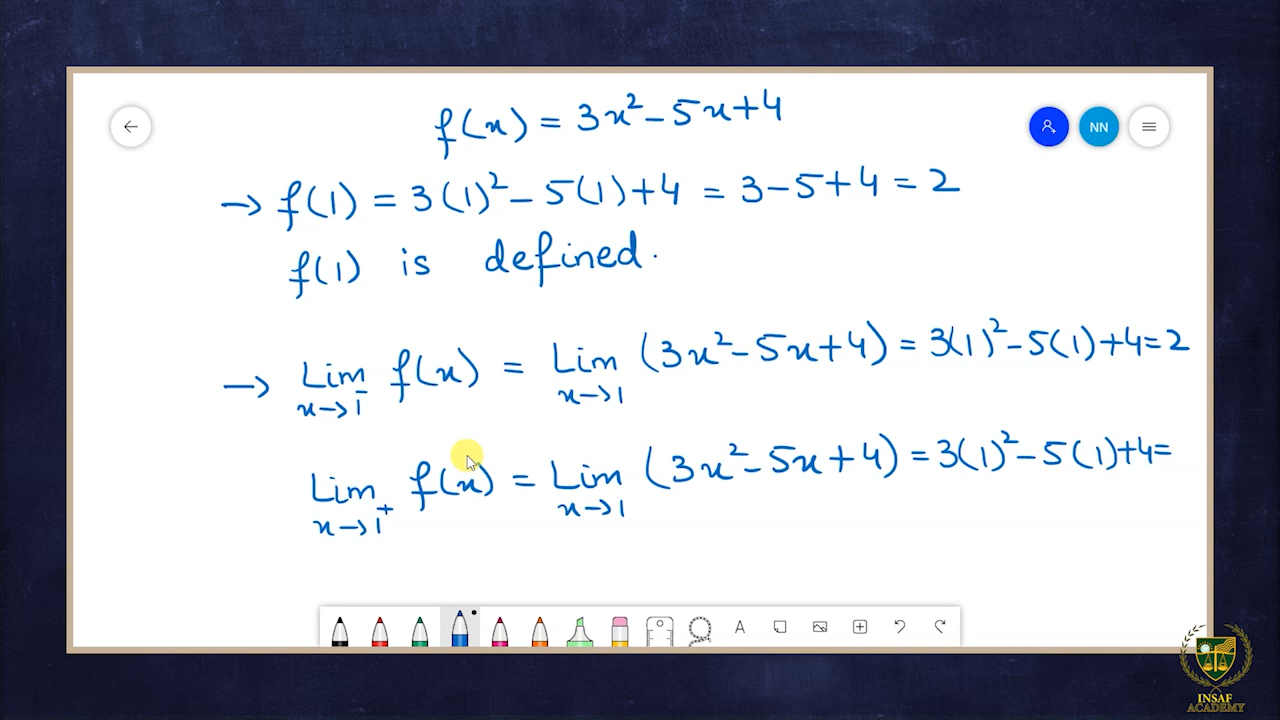 f(x) = 3x² - 5x + 4
NN
→ f(1) = 3(1)² - 5(1) + 4 = 3 - 5 + 4 = 2
f(1) is defined.
→ Lim x→1⁻ f(x) = Lim x→1 (3x² - 5x + 4) = 3(1)² - 5(1) + 4 = 2
Lim x→1⁺ f(x) = Lim x→1 (3x² - 5x + 4) = 3(1)² - 5(1) + 4 =
A
INSAF
ACADEMY